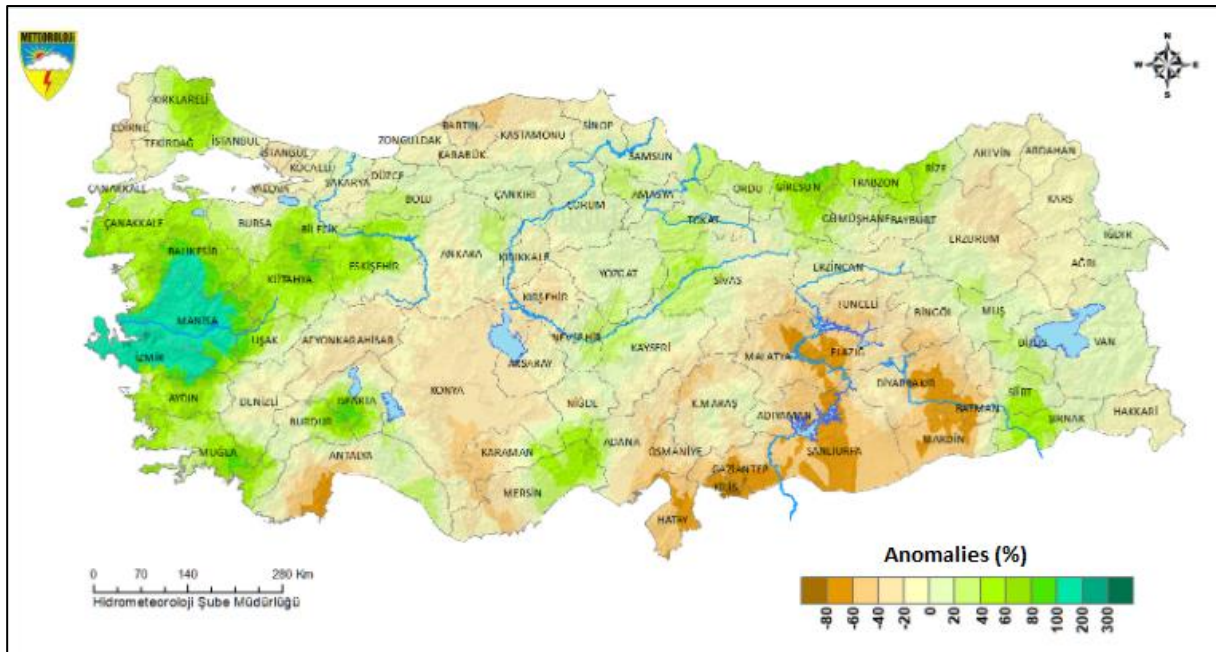 METEOROLOJİ
N
W E
S
KIRKLARELİ
EDİRNE
TEKİRDAĞ
İSTANBUL
İSTANBUL
KOCAELİ
YALOVA
SAKARYA
DÜZCE
ZONGULDAK
BARTIN
KARABÜK
KASTAMONU
SİNOP
SAMSUN
ÇANAKKALE
ÇANAKKALE
BALIKESİR
BURSA
BİLECİK
BOLU
ÇANKIRI
ÇORUM
AMASYA
TOKAT
ORDU
GİRESUN
TRABZON
RİZE
ARTVİN
ARDAHAN
KARS
GÜMÜŞHANE
BAYBURT
ERZURUM
IĞDIR
AĞRI
KÜTAHYA
ESKİŞEHİR
ANKARA
KIRIKKALE
YOZGAT
SİVAS
ERZİNCAN
TUNCELİ
BİNGÖL
MUŞ
BİTLİS
VAN
MANİSA
İZMİR
UŞAK
AFYONKARAHİSAR
KIRŞEHİR
NEVŞEHİR
AKSARAY
KAYSERİ
MALATYA
ELAZIĞ
DİYARBAKIR
BATMAN
SİİRT
ŞIRNAK
HAKKARİ
AYDIN
DENİZLİ
BURDUR
ISPARTA
KONYA
NİĞDE
K.MARAŞ
ADIYAMAN
MARDİN
MUĞLA
ANTALYA
KARAMAN
MERSİN
ADANA
OSMANİYE
GAZİANTEP
KİLİS
ŞANLIURFA
HATAY
0 70 140 280 Km
Hidrometeoroloji Şube Müdürlüğü
Anomalies (%)
-80 -60 -40 -20 0 20 40 60 80 100 200 300